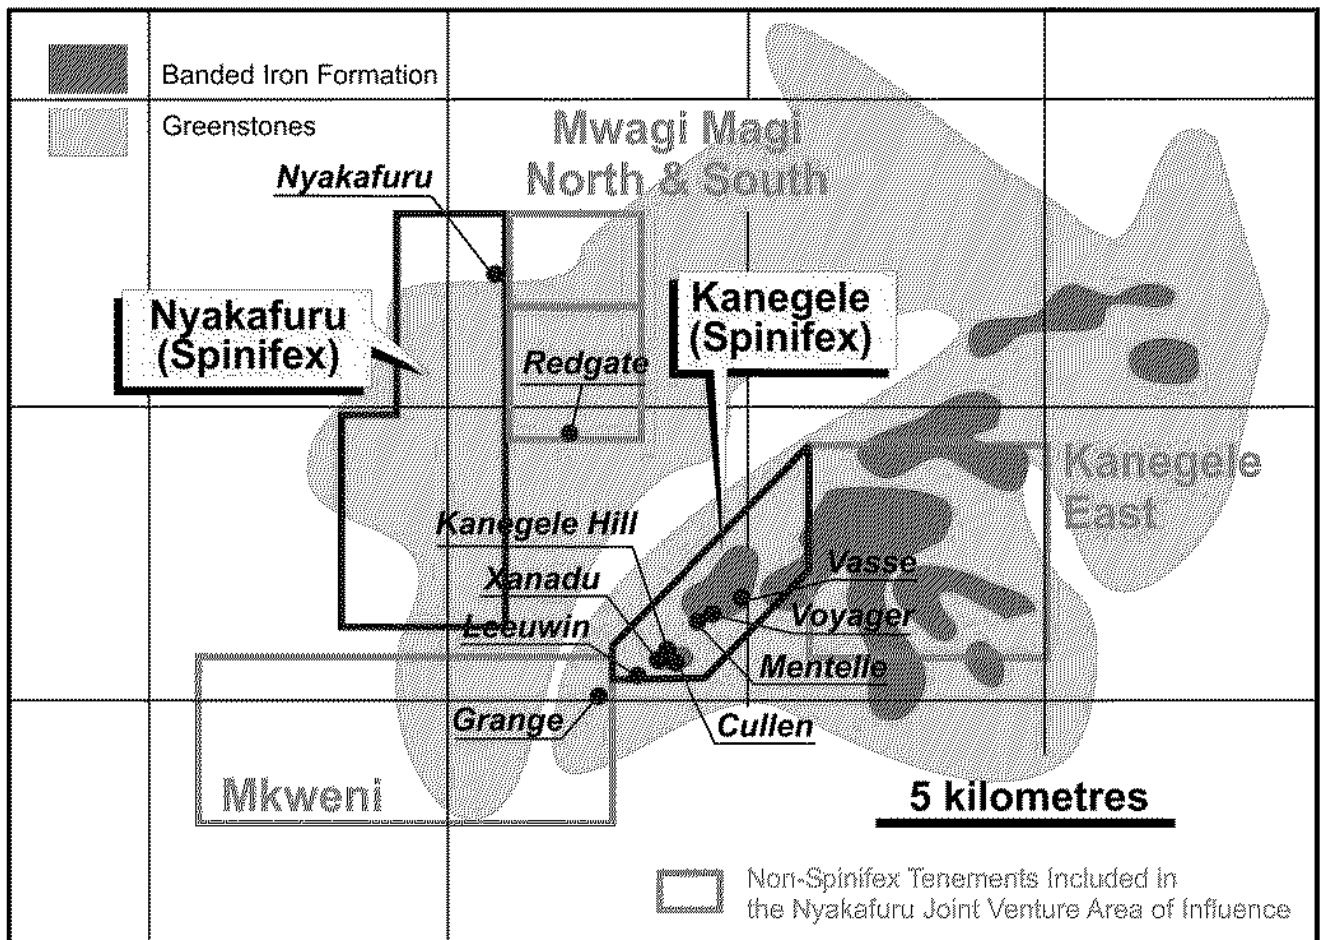 Banded Iron Formation
Greenstones
Mwagi Magi
North & South
Nyakafuru
Nyakafuru
(Spinifex)
Kanegele
(Spinifex)
Redgate
Kanegele
East
Kanegele Hill
Xanadu
Leeuwin
Vasse
Voyager
Mentelle
Grange
Cullen
Mkweni
5 kilometres
Non-Spinifex Tenements Included in
the Nyakafuru Joint Venture Area of Influence